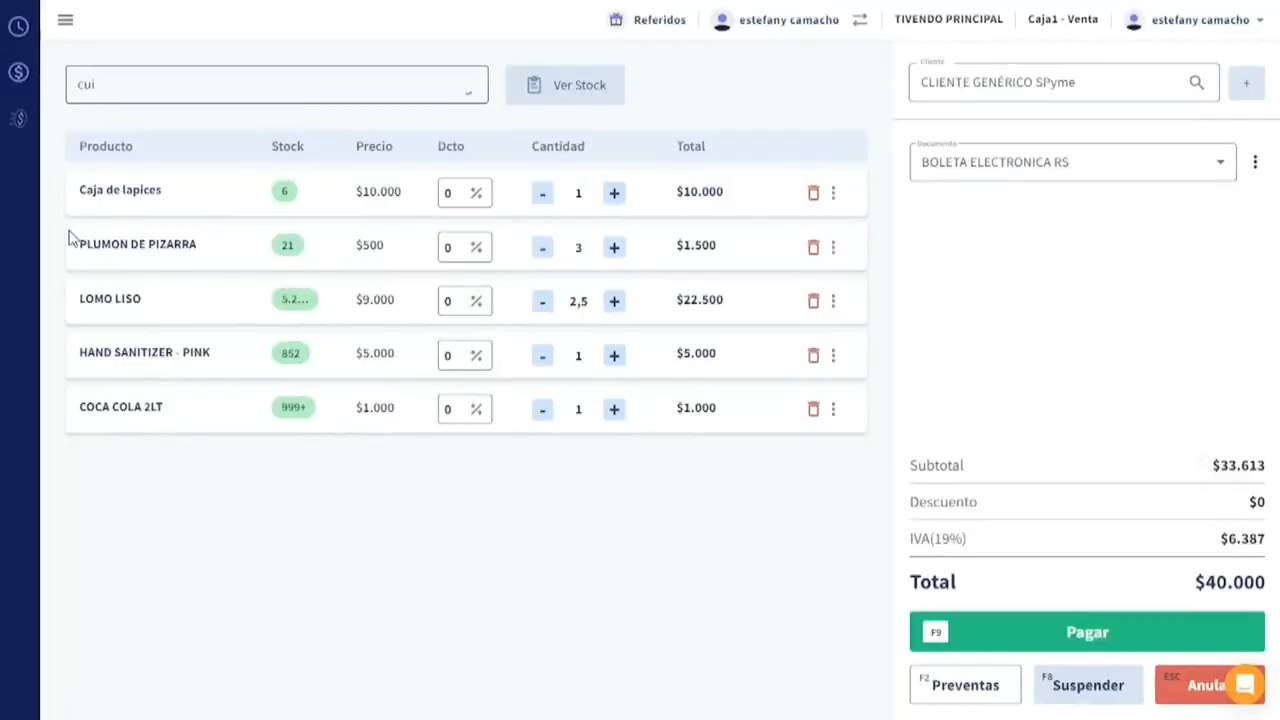 Referidos estefany camacho TIVENDO PRINCIPAL Caja1 - Venta estefany camacho
cui Ver Stock
Cliente
CLIENTE GENÉRICO SPyme +
Producto Stock Precio Dcto Cantidad Total
Documento
BOLETA ELECTRONICA RS
Caja de lapices 6 $10.000 0 % - 1 + $10.000
PLUMON DE PIZARRA 21 $500 0 % - 3 + $1.500
LOMO LISO 5.2... $9.000 0 % - 2,5 + $22.500
HAND SANITIZER - PINK 852 $5.000 0 % - 1 + $5.000
COCA COLA 2LT 999+ $1.000 0 % - 1 + $1.000
Subtotal $33.613
Descuento $0
IVA(19%) $6.387
Total $40.000
F9 Pagar
F2 Preventas F8 Suspender ESC Anula